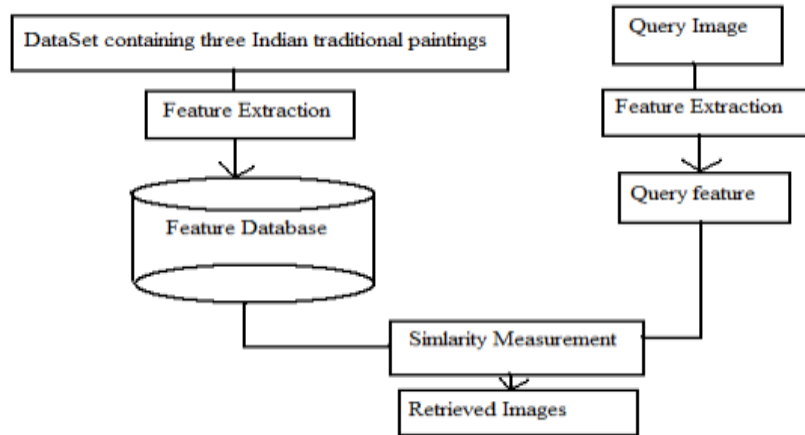 DataSet containing three Indian traditional paintings
Query Image
Feature Extraction
Feature Extraction
Query feature
Feature Database
Simlarity Measurement
Retrieved Images